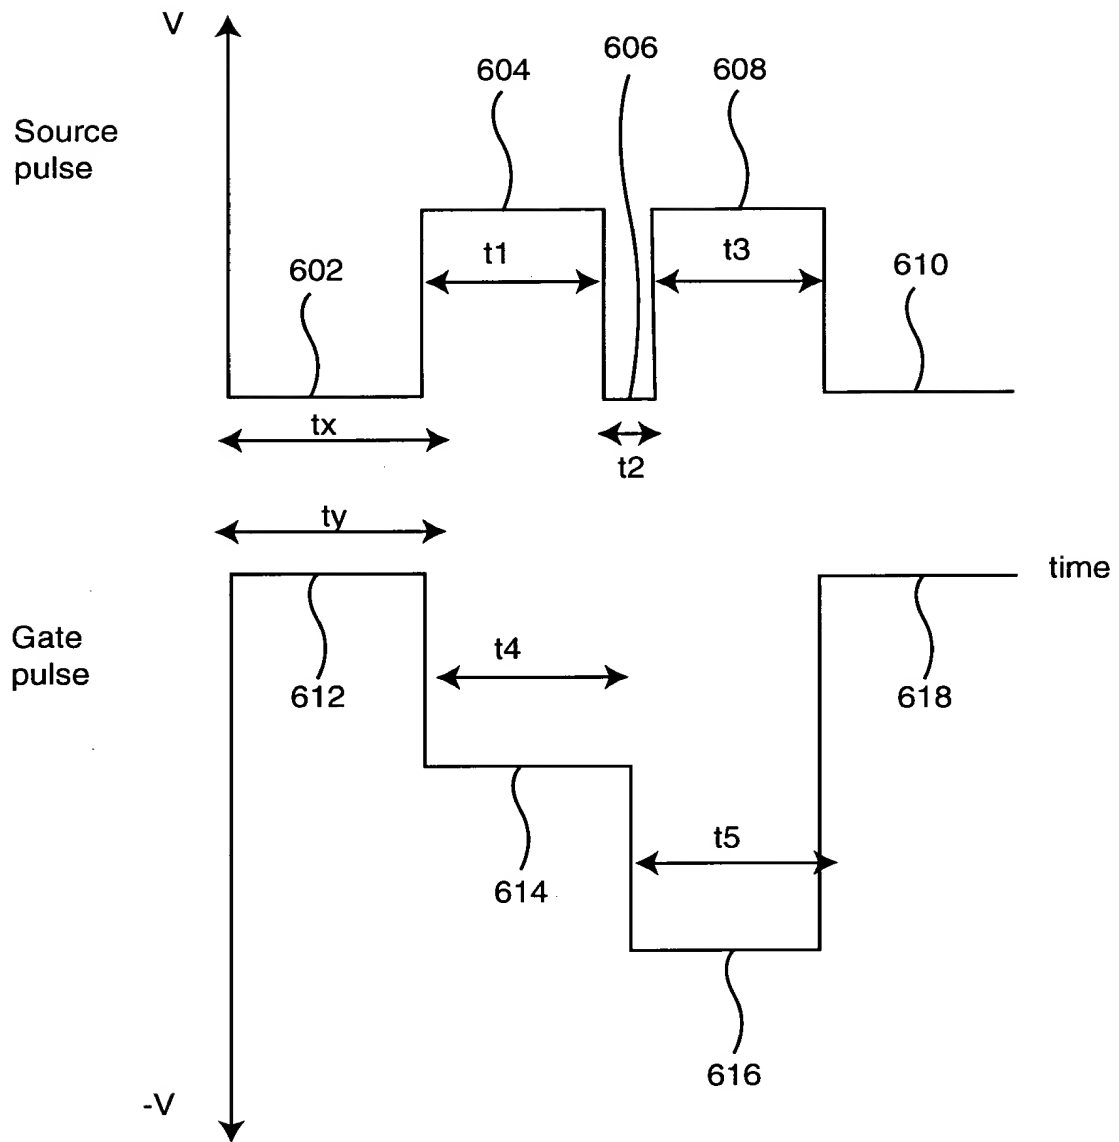 V
606
604
608
Source
pulse
t1
t3
602
610
tx
t2
ty
time
Gate
pulse
t4
612
618
t5
614
616
-V